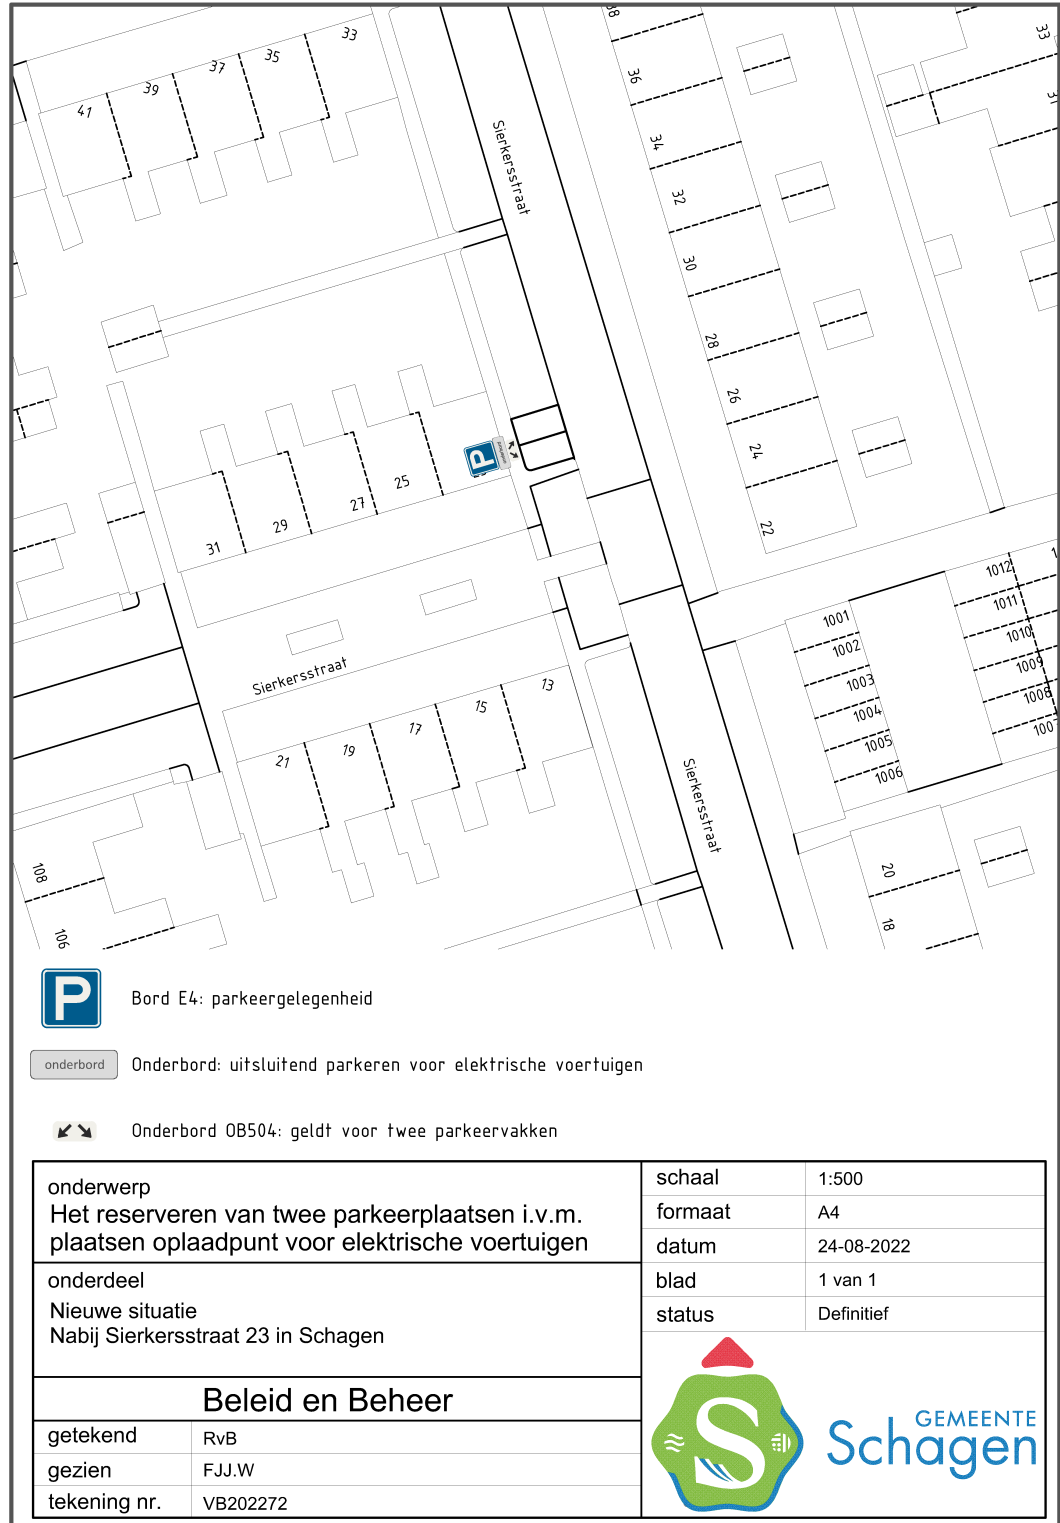 33
35
37
39
41
38
36
34
32
30
28
26
24
22
33
Sierkersstraat
P
onderbord
25
27
29
31
Sierkersstraat
13
15
17
19
21
Sierkersstraat
1001
1002
1003
1004
1005
1006
1012
1011
1010
1009
1008
1007
20
18
108
106
P
Bord E4: parkeergelegenheid
onderbord
Onderbord: uitsluitend parkeren voor elektrische voertuigen
Onderbord OB504: geldt voor twee parkeervakken
onderwerp
Het reserveren van twee parkeerplaatsen i.v.m.
plaatsen oplaadpunt voor elektrische voertuigen
onderdeel
Nieuwe situatie
Nabij Sierkersstraat 23 in Schagen
Beleid en Beheer
getekend RvB
gezien FJJ.W
tekening nr. VB202272
schaal 1:500
formaat A4
datum 24-08-2022
blad 1 van 1
status Definitief
S
GEMEENTE
Schagen